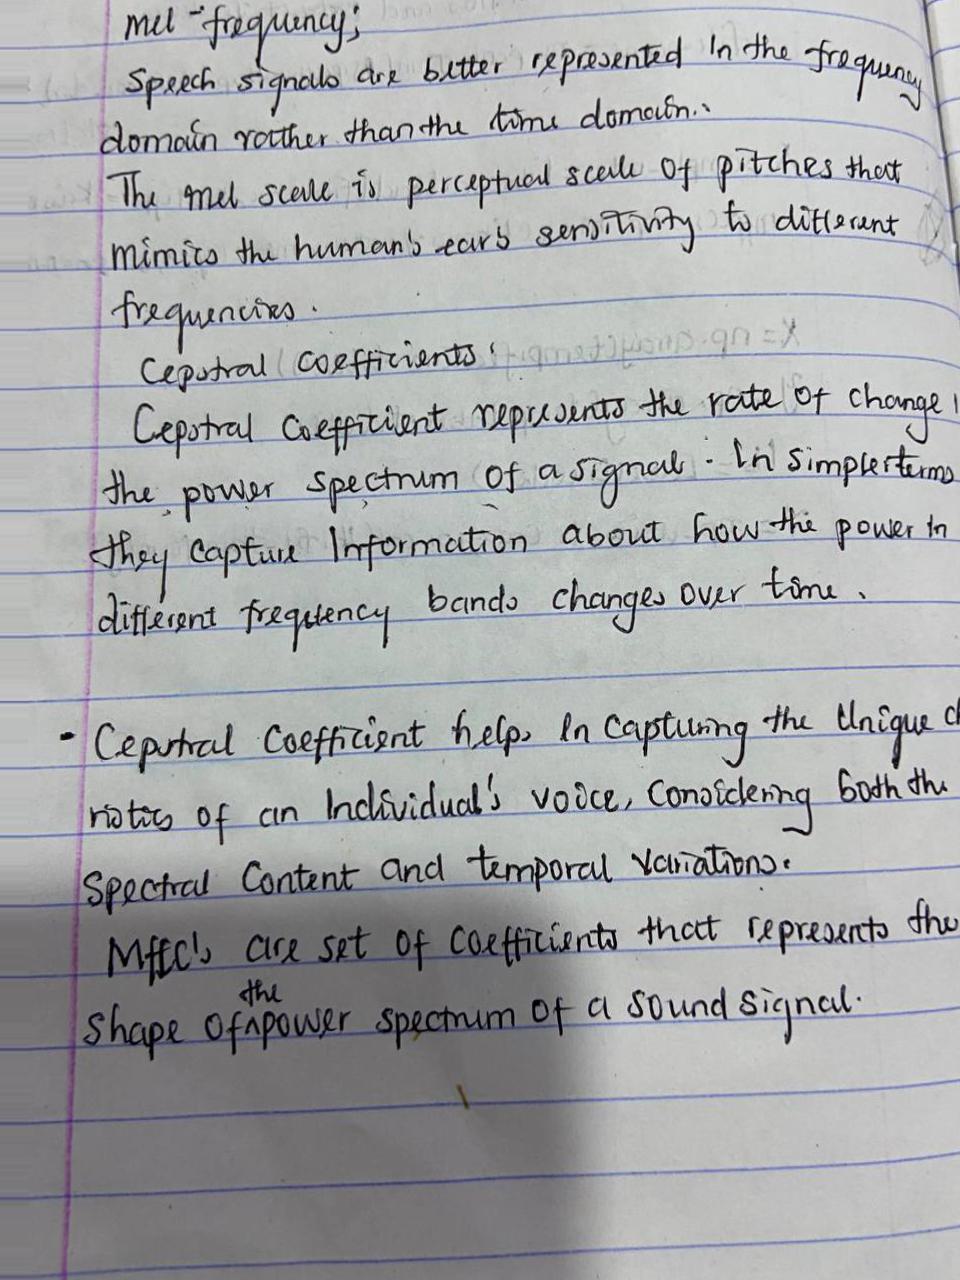 mel-frequency;
Speech signals are better represented In the frequency
domain rather than the time domain.
The mel scale is perceptual scale of pitches that
mimics the human's ear's sensitivity to different
frequencies.
Cepstral Coefficients:
Cepstral Coefficient represents the rate of change
the power spectrum of a signal. In simpler terms
they capture Information about how the power In
different frequency bands changes over time.
- Cepstral Coefficient helps In Capturing the Unique ch
ristics of an Individual's voice, Considering both the
Spectral Content and temporal variations.
Mfcc's are set of Coefficients that represents the
shape of the power spectrum of a sound signal.